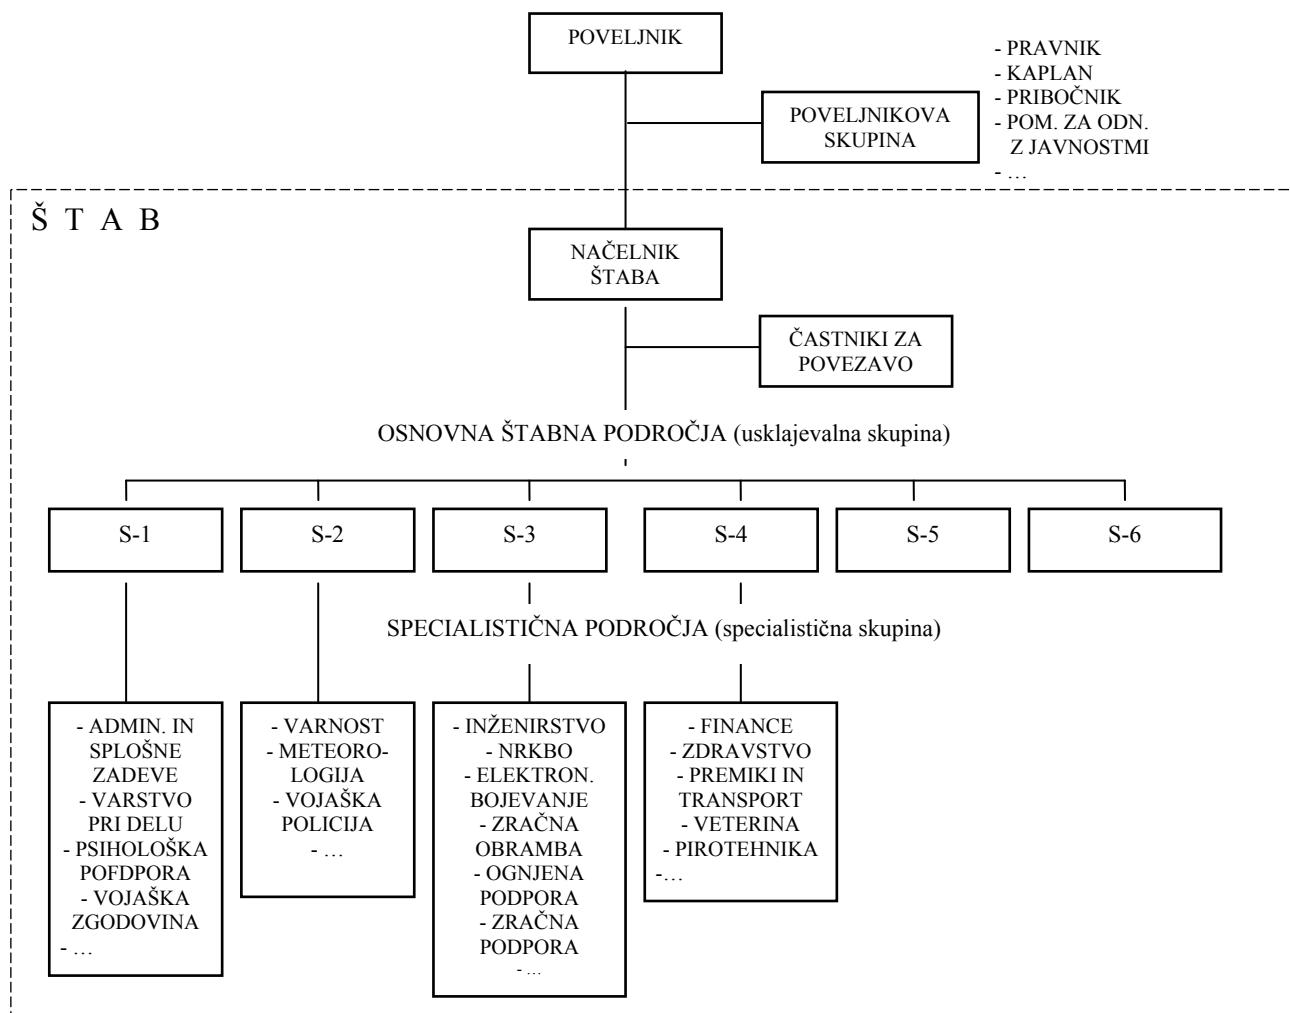 POVELJNIK
POVELJNIKOVA
SKUPINA
- PRAVNIK
- KAPLAN
- PRIBOČNIK
- POM. ZA ODN.
Z JAVNOSTMI
- …
Š T A B
NAČELNIK
ŠTABA
ČASTNIKI ZA
POVEZAVO
OSNOVNA ŠTABNA PODROČJA (usklajevalna skupina)
S-1
S-2
S-3
S-4
S-5
S-6
SPECIALISTIČNA PODROČJA (specialistična skupina)
- ADMIN. IN
SPLOŠNE
ZADEVE
- VARSTVO
PRI DELU
- PSIHOLOŠKA
POFDPORA
- VOJAŠKA
ZGODOVINA
- …
- VARNOST
- METEORO-
LOGIJA
- VOJAŠKA
POLICIJA
- …
- INŽENIRSTVO
- NRKBO
- ELEKTRON.
BOJEVANJE
- ZRAČNA
OBRAMBA
- OGNJENA
PODPORA
- ZRAČNA
PODPORA
- …
- FINANCE
- ZDRAVSTVO
- PREMIKI IN
TRANSPORT
- VETERINA
- PIROTEHNIKA
-…